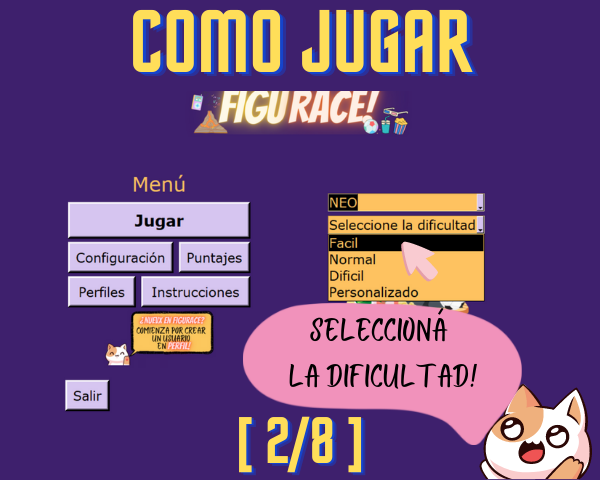 COMO JUGAR
FIGURACE!
Menú
Jugar
Configuración
Puntajes
Perfiles
Instrucciones
¿NUEVX EN FIGURACE?
COMIENZA POR CREAR
UN USUARIO
EN PERFIL!
Salir
NEO
Seleccione la dificultad
Facil
Normal
Dificil
Personalizado
SELECCIONÁ
LA DIFICULTAD!
[ 2/8 ]